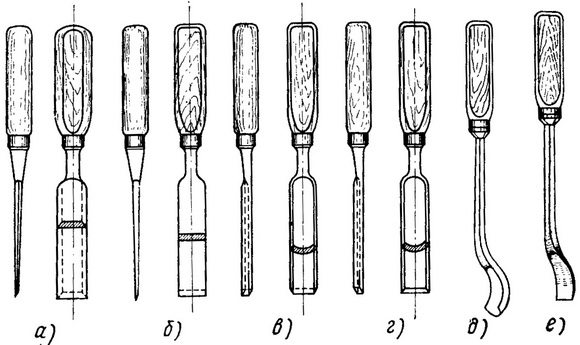 а) б) в) г) д) е)